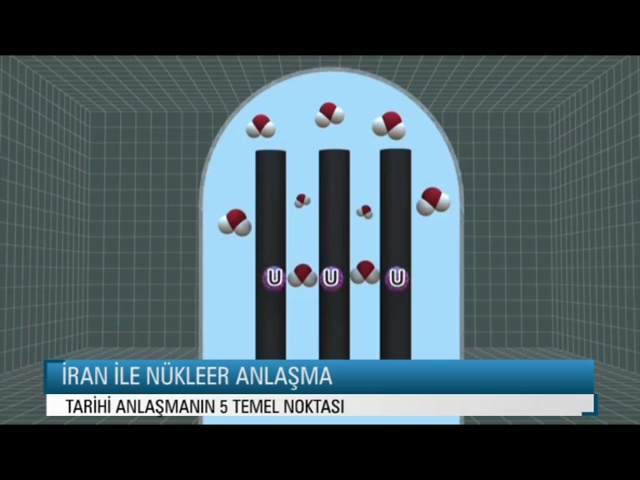 U U U
İRAN İLE NÜKLEER ANLAŞMA
TARİHİ ANLAŞMANIN 5 TEMEL NOKTASI